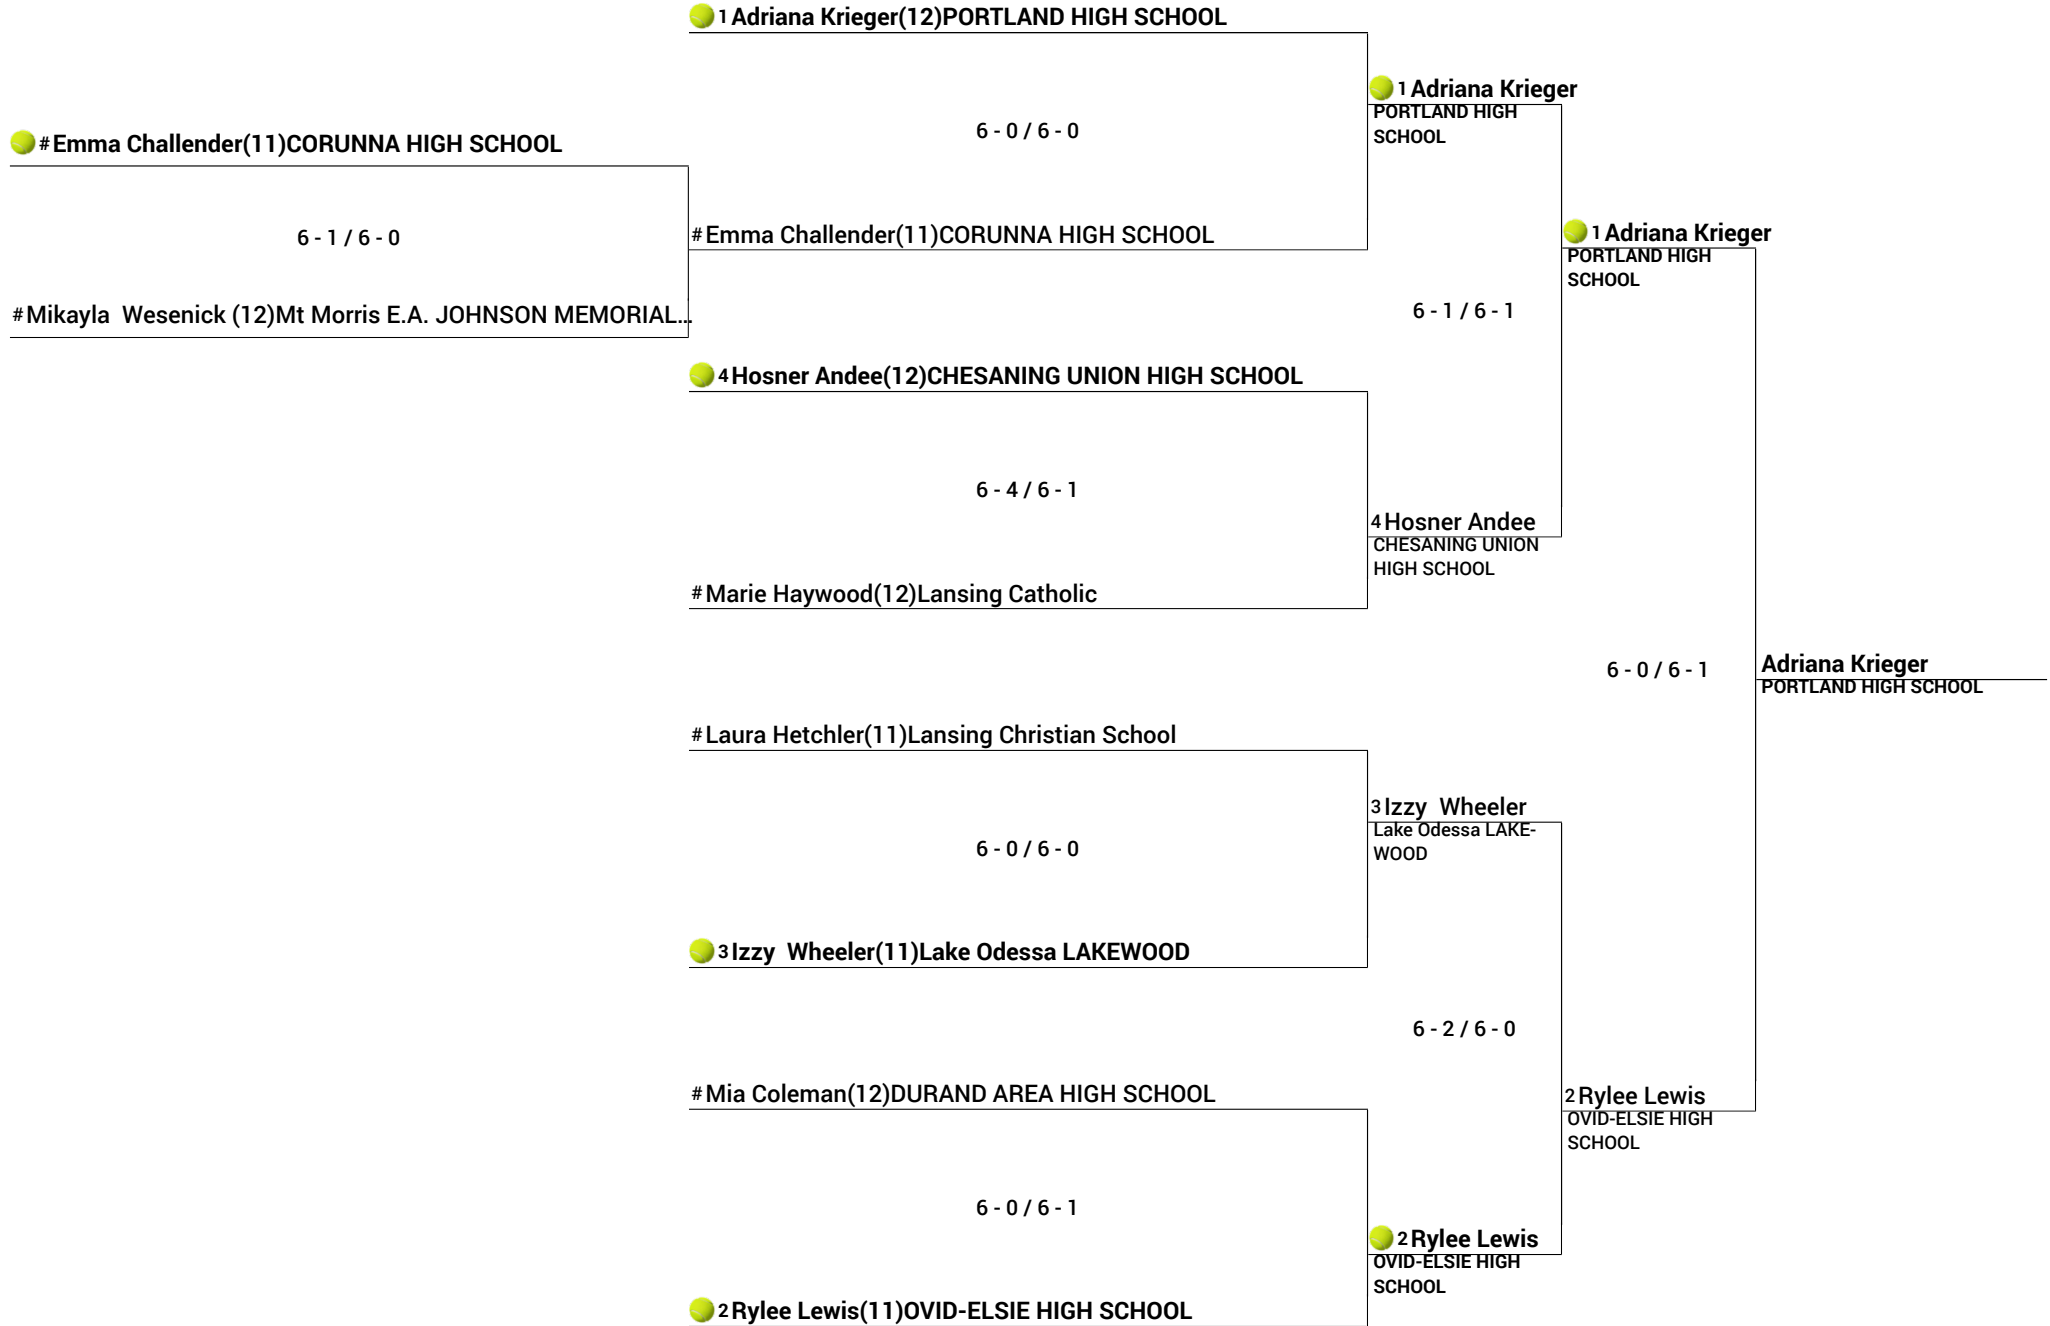 1 Adriana Krieger(12)PORTLAND HIGH SCHOOL
6 - 0 / 6 - 0
# Emma Challender(11)CORUNNA HIGH SCHOOL
6 - 1 / 6 - 0
# Mikayla  Wesenick (12)Mt Morris E.A. JOHNSON MEMORIAL...
# Emma Challender(11)CORUNNA HIGH SCHOOL
1 Adriana Krieger
PORTLAND HIGH
SCHOOL
6 - 1 / 6 - 1
1 Adriana Krieger
PORTLAND HIGH
SCHOOL
4 Hosner Andee(12)CHESANING UNION HIGH SCHOOL
6 - 4 / 6 - 1
# Marie Haywood(12)Lansing Catholic
4 Hosner Andee
CHESANING UNION
HIGH SCHOOL
6 - 0 / 6 - 1
Adriana Krieger
PORTLAND HIGH SCHOOL
# Laura Hetchler(11)Lansing Christian School
6 - 0 / 6 - 0
3 Izzy  Wheeler(11)Lake Odessa LAKEWOOD
3 Izzy  Wheeler
Lake Odessa LAKE-
WOOD
6 - 2 / 6 - 0
2 Rylee Lewis
OVID-ELSIE HIGH
SCHOOL
# Mia Coleman(12)DURAND AREA HIGH SCHOOL
6 - 0 / 6 - 1
2 Rylee Lewis(11)OVID-ELSIE HIGH SCHOOL
2 Rylee Lewis
OVID-ELSIE HIGH
SCHOOL